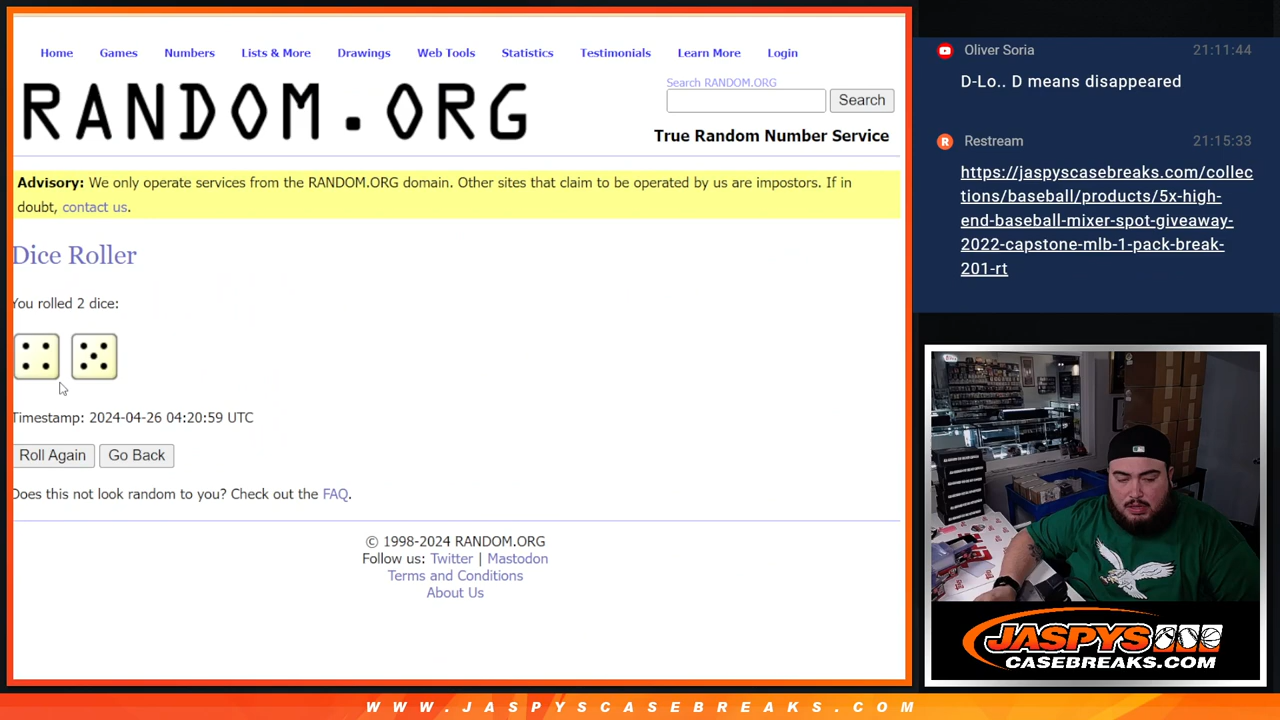 Home Games Numbers Lists & More Drawings Web Tools Statistics Testimonials Learn More Login
RANDOM.ORG
Search RANDOM.ORG
Search
True Random Number Service
Advisory: We only operate services from the RANDOM.ORG domain. Other sites that claim to be operated by us are impostors. If in
doubt, contact us.
Dice Roller
You rolled 2 dice:
Timestamp: 2024-04-26 04:20:59 UTC
Roll Again Go Back
Does this not look random to you? Check out the FAQ.
© 1998-2024 RANDOM.ORG
Follow us: Twitter | Mastodon
Terms and Conditions
About Us
Oliver Soria 21:11:44
D-Lo.. D means disappeared
Restream 21:15:33
https://jaspyscasebreaks.com/collec
tions/baseball/products/5x-high-
end-baseball-mixer-spot-giveaway-
2022-capstone-mlb-1-pack-break-
201-rt
JASPYS
CASEBREAKS.COM
WWW.JASPYSCASEBREAKS.COM